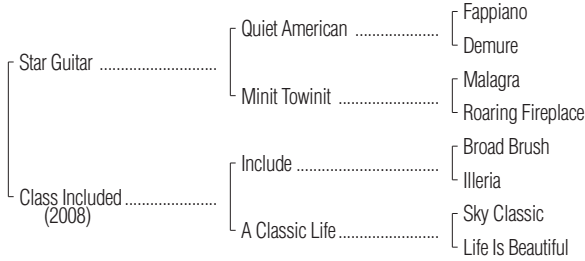 Fappiano
Quiet American ..................
Demure
Star Guitar ............................
Malagra
Minit Towinit .......................
Roaring Fireplace
Broad Brush
Include .................................
Illeria
Class Included ......................
(2008)
Sky Classic
A Classic Life .......................
Life Is Beautiful